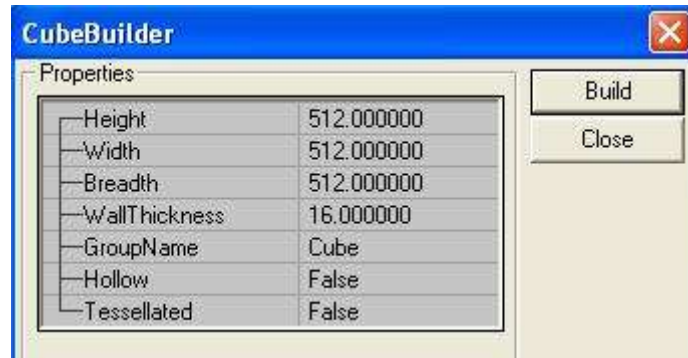 CubeBuilder
Properties
Height 512.000000
Width 512.000000
Breadth 512.000000
WallThickness 16.000000
GroupName Cube
Hollow False
Tessellated False
Build
Close